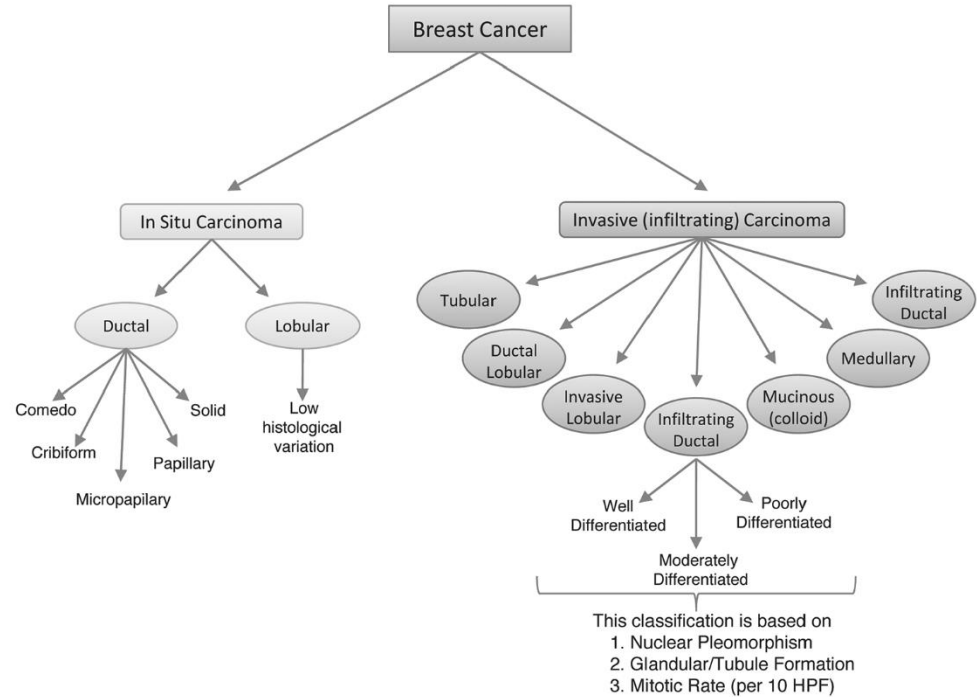 Breast Cancer
In Situ Carcinoma
Invasive (infiltrating) Carcinoma
Ductal
Lobular
Comedo
Cribiform
Micropapilary
Papillary
Solid
Low
histological
variation
Tubular
Ductal
Lobular
Invasive
Lobular
Infiltrating
Ductal
Mucinous
(colloid)
Medullary
Infiltrating
Ductal
Well
Differentiated
Moderately
Differentiated
Poorly
Differentiated
This classification is based on
1. Nuclear Pleomorphism
2. Glandular/Tubule Formation
3. Mitotic Rate (per 10 HPF)